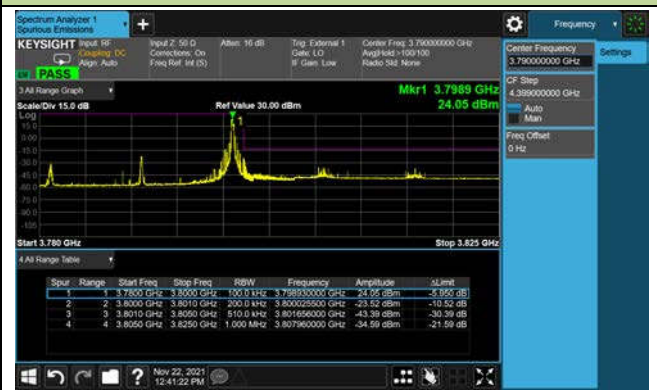 Spectrum Analyzer 1
Spurious Emissions
Frequency
KEYSIGHT Input: RF
Coupling: DC
Align: Auto
Input Z: 50 Ω
Corrections: On
Freq Ref: Int (S)
Atten: 16 dB
Trig: External 1
Gate: LO
IF Gain: Low
Center Freq: 3.790000000 GHz
Avg|Hold:>100/100
Radio Std: None
PASS
3 All Range Graph
Mkr1 3.7989 GHz
24.05 dBm
Scale/Div 15.0 dB
Ref Value 30.00 dBm
Log
15.0
0.00
-15.0
-30.0
-45.0
-60.0
-75.0
-90.0
-105
1
Start 3.780 GHz
Stop 3.825 GHz
4 All Range Table
Spur Range Start Freq Stop Freq RBW Frequency Amplitude ΔLimit
1 1 3.7800 GHz 3.8000 GHz 100.0 kHz 3.798930000 GHz 24.05 dBm -5.950 dB
2 2 3.8000 GHz 3.8010 GHz 200.0 kHz 3.800025500 GHz -23.52 dBm -10.52 dB
3 3 3.8010 GHz 3.8050 GHz 510.0 kHz 3.801656000 GHz -43.39 dBm -30.39 dB
4 4 3.8050 GHz 3.8250 GHz 1.000 MHz 3.807960000 GHz -34.59 dBm -21.59 dB
Center Frequency
3.790000000 GHz
Settings
CF Step
4.399000000 GHz
Auto
Man
Freq Offset
0 Hz
Nov 22, 2021
12:41:22 PM